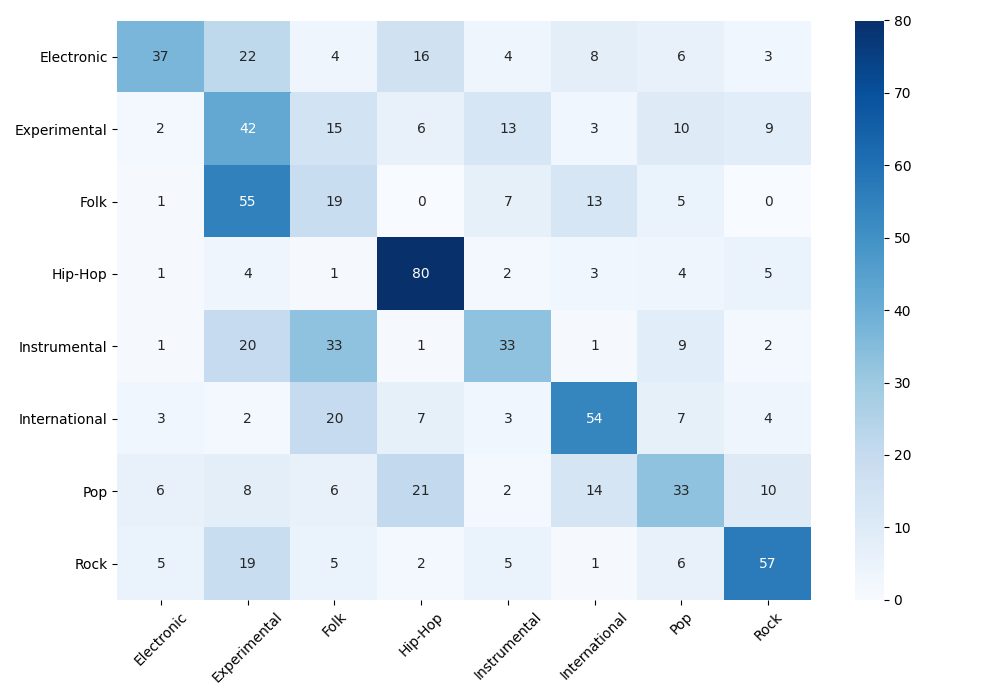 Electronic 37 22 4 16 4 8 6 3
Experimental 2 42 15 6 13 3 10 9
Folk 1 55 19 0 7 13 5 0
Hip-Hop 1 4 1 80 2 3 4 5
Instrumental 1 20 33 1 33 1 9 2
International 3 2 20 7 3 54 7 4
Pop 6 8 6 21 2 14 33 10
Rock 5 19 5 2 5 1 6 57
Electronic Experimental Folk Hip-Hop Instrumental International Pop Rock
80
70
60
50
40
30
20
10
0